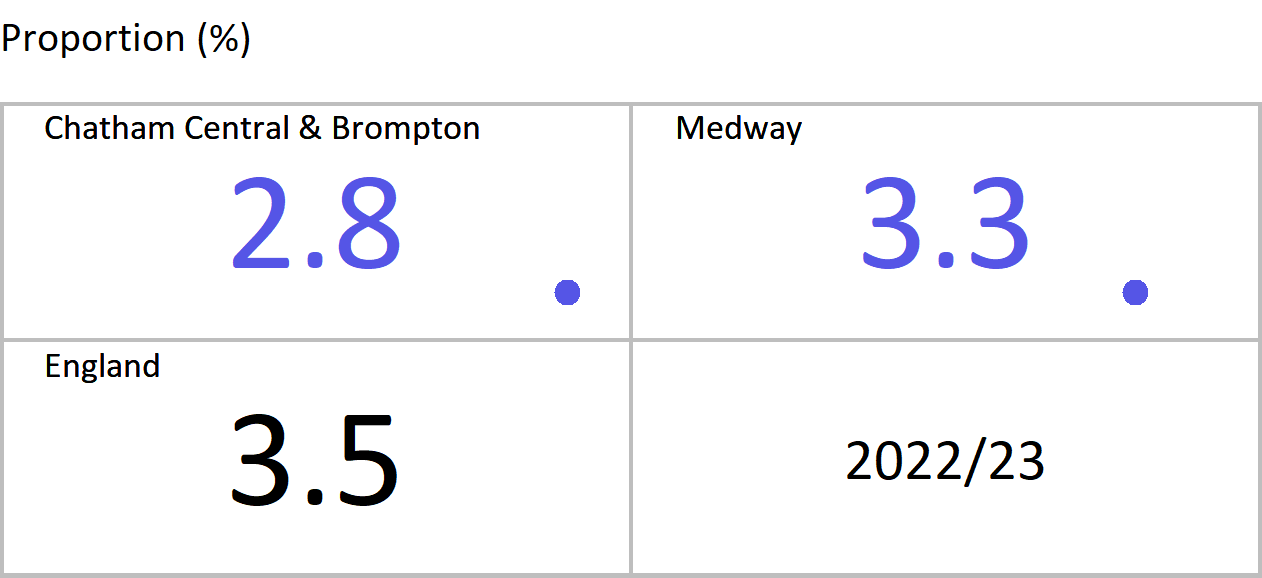 Proportion (%)
Chatham Central & Brompton
2.8
Medway
3.3
England
3.5
2022/23